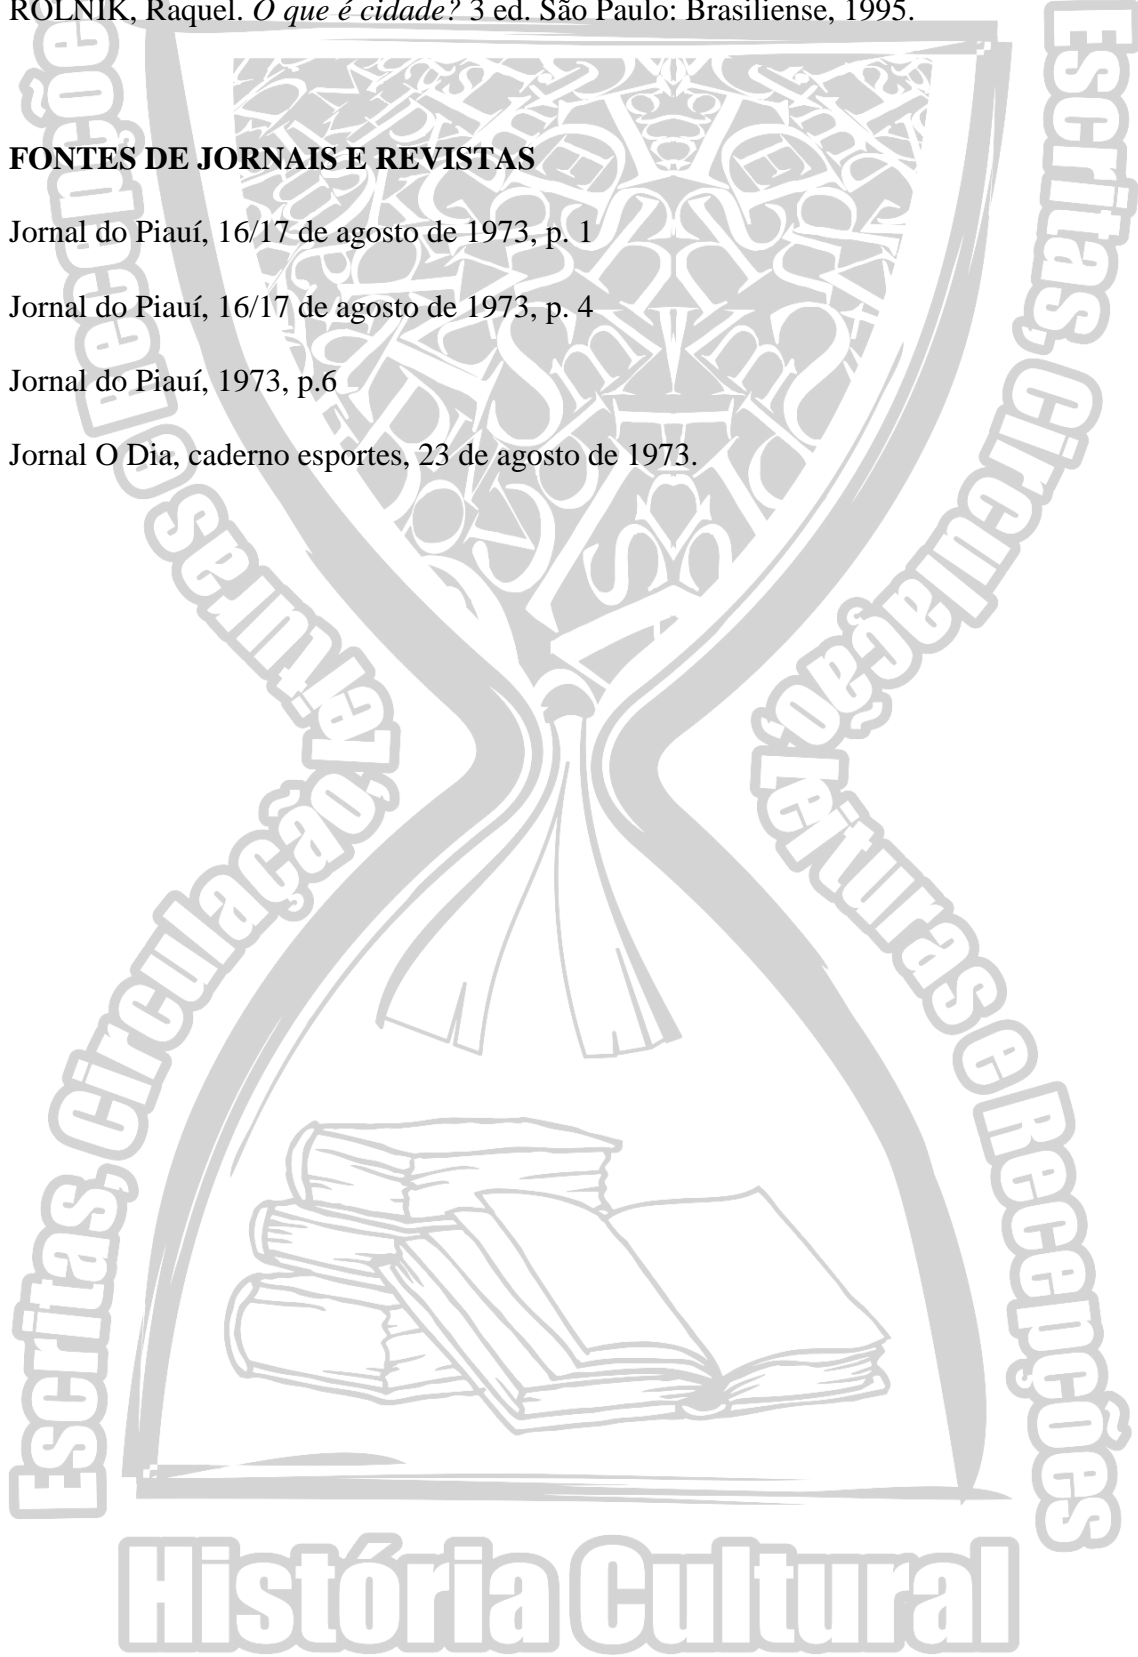 ROLNIK, Raquel. O que é cidade? 3 ed. São Paulo: Brasiliense, 1995.
FONTES DE JORNAIS E REVISTAS
Jornal do Piauí, 16/17 de agosto de 1973, p. 1
Jornal do Piauí, 16/17 de agosto de 1973, p. 4
Jornal do Piauí, 1973, p.6
Jornal O Dia, caderno esportes, 23 de agosto de 1973.
Escritas, Circulação, Leituras e Recepçõe
Escritas, Circulação, Leituras e Recepções
História Cultural